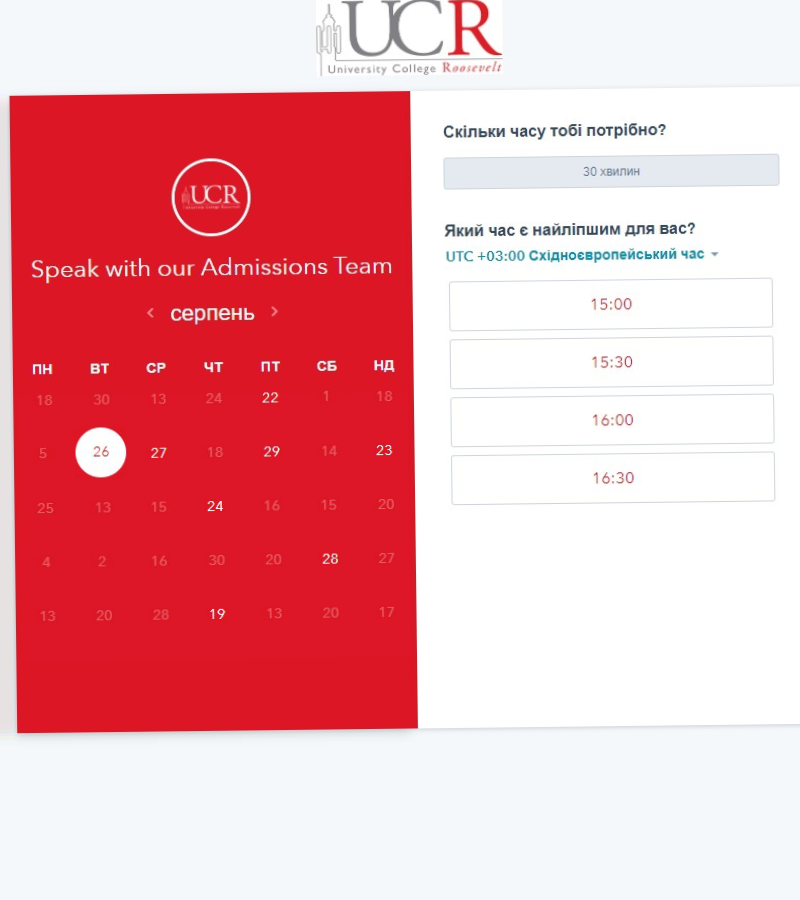 UCR
University College Roosevelt
UCR
Speak with our Admissions Team
серпень
ПН ВТ СР ЧТ ПТ СБ НД
18 30 13 24 22 1 18
5 26 27 18 29 14 23
25 13 15 24 16 15 20
4 2 16 30 20 28 27
13 20 28 19 13 20 17
Скільки часу тобі потрібно?
30 хвилин
Який час є найліпшим для вас?
UTC +03:00 Східноєвропейський час
15:00
15:30
16:00
16:30